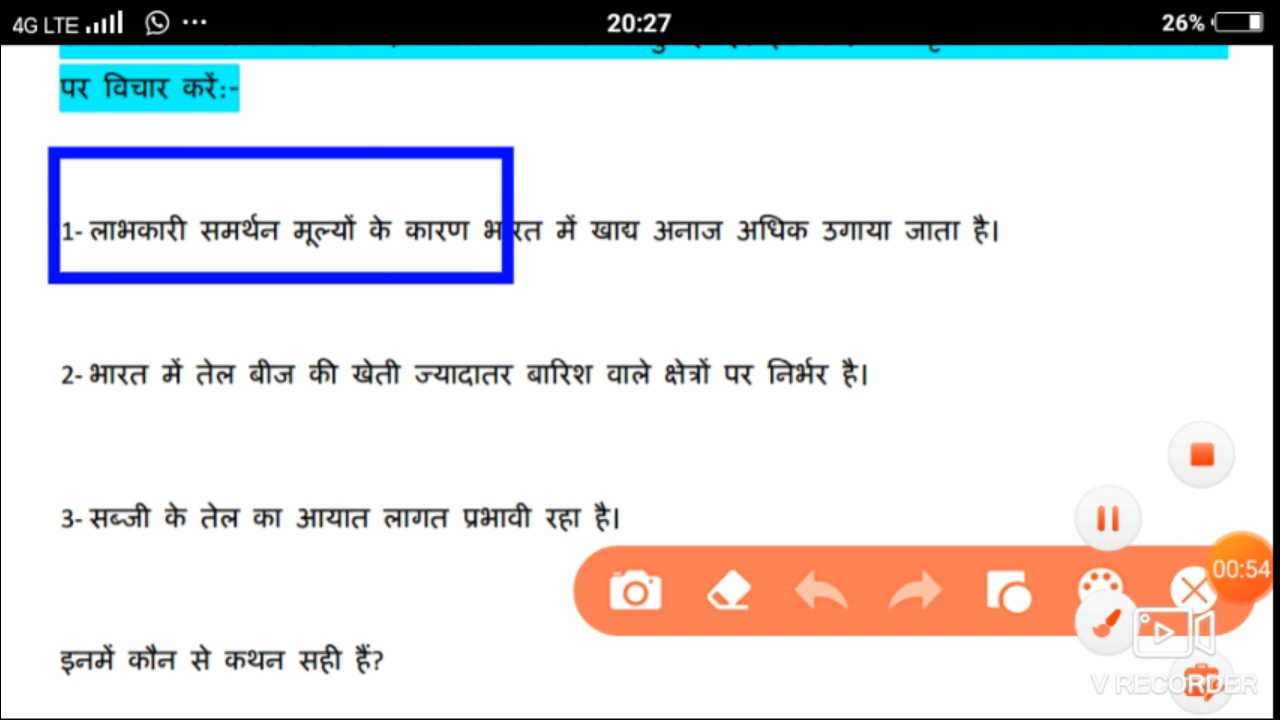 4G LTE 20:27 26%
पर विचार करें:-
1- लाभकारी समर्थन मूल्यों के कारण भारत में खाद्य अनाज अधिक उगाया जाता है।
2- भारत में तेल बीज की खेती ज्यादातर बारिश वाले क्षेत्रों पर निर्भर है।
3- सब्जी के तेल का आयात लागत प्रभावी रहा है।
00:54
इनमें कौन से कथन सही हैं?
V RECORDER